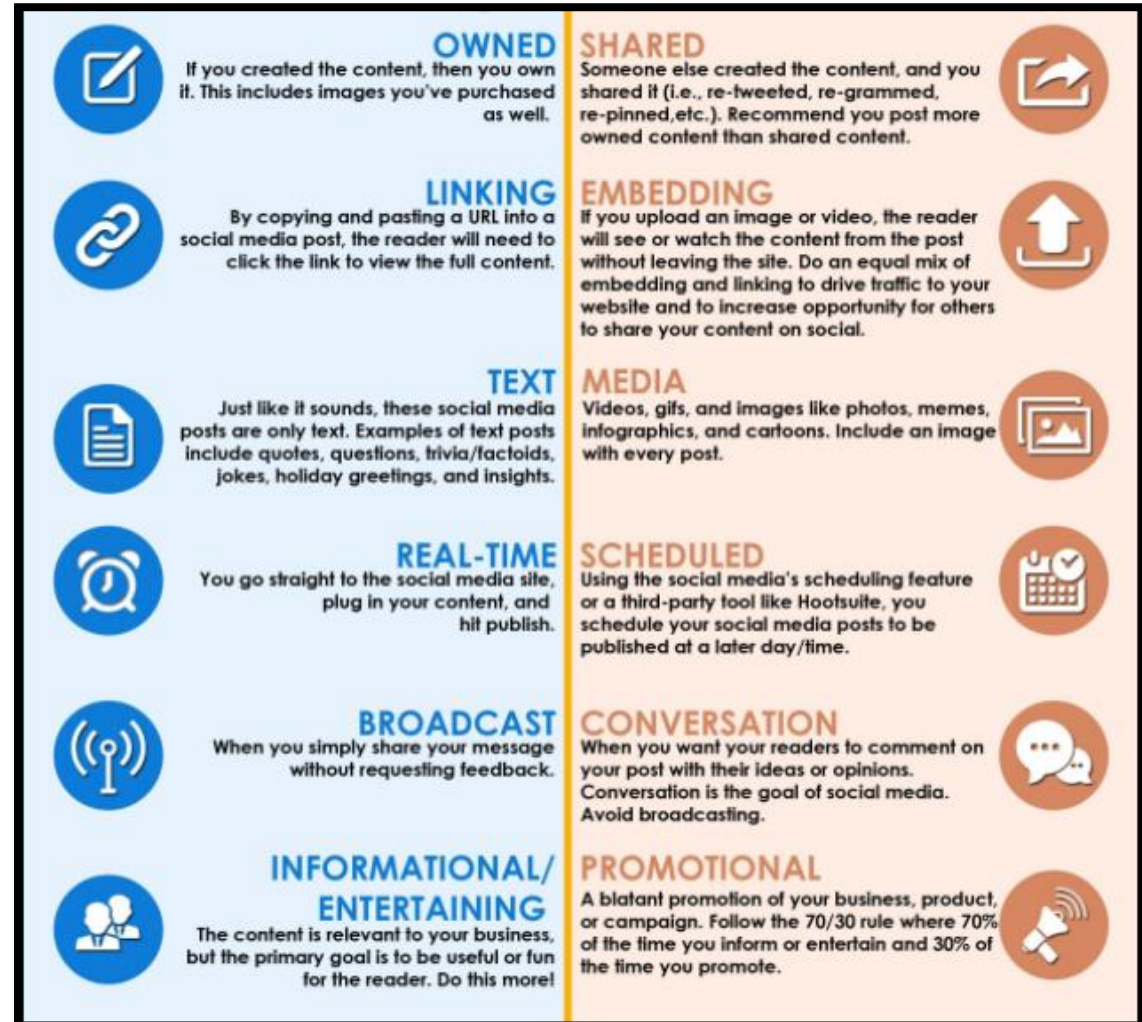 OWNED
If you created the content, then you own
it. This includes images you've purchased
as well.
SHARED
Someone else created the content, and you
shared it (i.e., re-tweeted, re-grammed,
re-pinned,etc.). Recommend you post more
owned content than shared content.
LINKING
By copying and pasting a URL into a
social media post, the reader will need to
click the link to view the full content.
EMBEDDING
If you upload an image or video, the reader
will see or watch the content from the post
without leaving the site. Do an equal mix of
embedding and linking to drive traffic to your
website and to increase opportunity for others
to share your content on social.
TEXT
Just like it sounds, these social media
posts are only text. Examples of text posts
include quotes, questions, trivia/factoids,
jokes, holiday greetings, and insights.
MEDIA
Videos, gifs, and images like photos, memes,
infographics, and cartoons. Include an image
with every post.
REAL-TIME
You go straight to the social media site,
plug in your content, and
hit publish.
SCHEDULED
Using the social media's scheduling feature
or a third-party tool like Hootsuite, you
schedule your social media posts to be
published at a later day/time.
BROADCAST
When you simply share your message
without requesting feedback.
CONVERSATION
When you want your readers to comment on
your post with their ideas or opinions.
Conversation is the goal of social media.
Avoid broadcasting.
INFORMATIONAL/
ENTERTAINING
The content is relevant to your business,
but the primary goal is to be useful or fun
for the reader. Do this more!
PROMOTIONAL
A blatant promotion of your business, product,
or campaign. Follow the 70/30 rule where 70%
of the time you inform or entertain and 30% of
the time you promote.